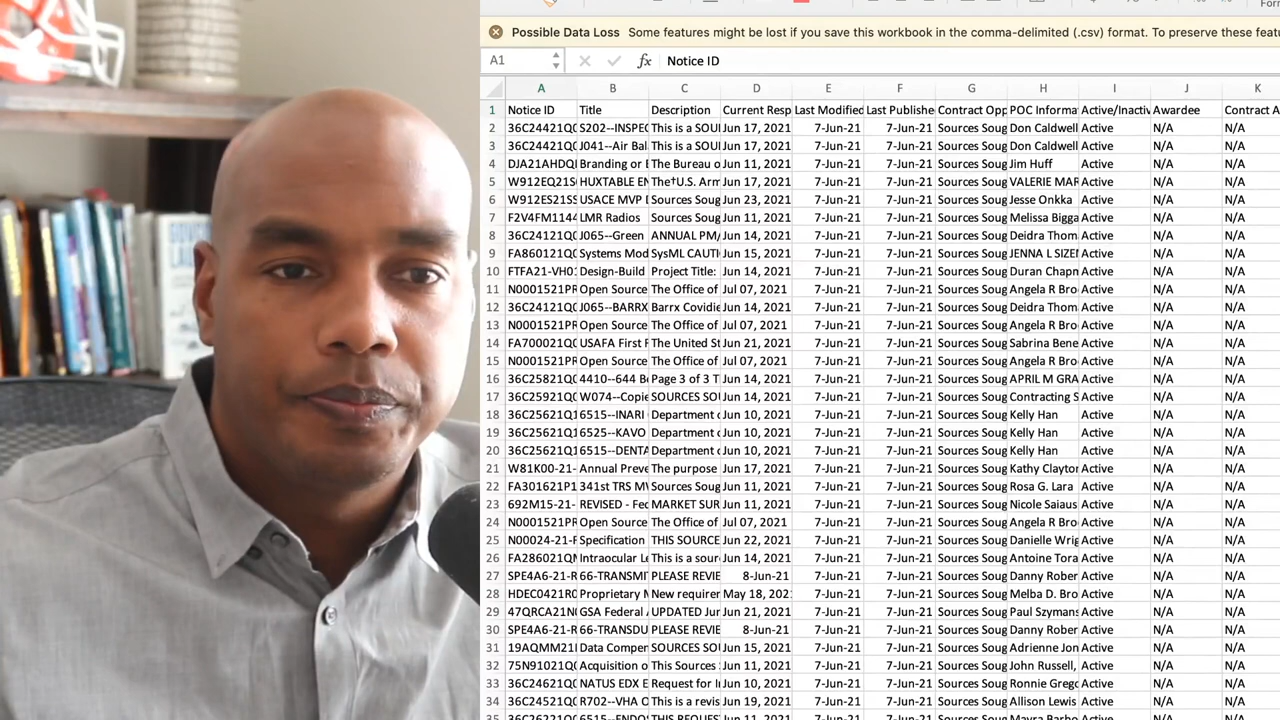 Possible Data Loss Some features might be lost if you save this workbook in the comma-delimited (.csv) format. To preserve these featu
A1 fx Notice ID
A B C D E F G H I J K
1 Notice ID Title Description Current Resp Last Modified Last Publishe Contract Opp POC Informat Active/Inactiv Awardee Contract A
2 36C24421Q S202--INSPEC This is a SOU Jun 17, 2021 7-Jun-21 7-Jun-21 Sources Soug Don Caldwell Active N/A N/A
3 36C24421Q J041--Air Bal This is a SOU Jun 17, 2021 7-Jun-21 7-Jun-21 Sources Soug Don Caldwell Active N/A N/A
4 DJA21AHDQ Branding or The Bureau o Jun 11, 2021 7-Jun-21 7-Jun-21 Sources Soug Jim Huff Active N/A N/A
5 W912EQ21S HUXTABLE EN The†U.S. Arm Jun 17, 2021 7-Jun-21 7-Jun-21 Sources Soug VALERIE MAR Active N/A N/A
6 W912ES21SS USACE MVP Sources Soug Jun 23, 2021 7-Jun-21 7-Jun-21 Sources Soug Jesse Onkka Active N/A N/A
7 F2V4FM1144 LMR Radios Sources Soug Jun 11, 2021 7-Jun-21 7-Jun-21 Sources Soug Melissa Bigga Active N/A N/A
8 36C24121Q J065--Green ANNUAL PM Jun 14, 2021 7-Jun-21 7-Jun-21 Sources Soug Deidra Thom Active N/A N/A
9 FA860121Q Systems Mod SysML CAUTI Jun 15, 2021 7-Jun-21 7-Jun-21 Sources Soug JENNA L SIZE Active N/A N/A
10 FTFA21-VH0 Design-Build Project Title: Jun 14, 2021 7-Jun-21 7-Jun-21 Sources Soug Duran Chapn Active N/A N/A
11 N0001521PR Open Source The Office of Jul 07, 2021 7-Jun-21 7-Jun-21 Sources Soug Angela R Bro Active N/A N/A
12 36C24121Q J065--BARRX Barrx Covidie Jun 14, 2021 7-Jun-21 7-Jun-21 Sources Soug Deidra Thom Active N/A N/A
13 N0001521PR Open Source The Office of Jul 07, 2021 7-Jun-21 7-Jun-21 Sources Soug Angela R Bro Active N/A N/A
14 FA700021Q USAFA First The United St Jun 21, 2021 7-Jun-21 7-Jun-21 Sources Soug Sabrina Bene Active N/A N/A
15 N0001521PR Open Source The Office of Jul 07, 2021 7-Jun-21 7-Jun-21 Sources Soug Angela R Bro Active N/A N/A
16 36C25821Q 4410--644 B Page 3 of 3 T Jun 14, 2021 7-Jun-21 7-Jun-21 Sources Soug APRIL M GRA Active N/A N/A
17 36C25921Q W074--Copie SOURCES SO Jun 14, 2021 7-Jun-21 7-Jun-21 Sources Soug Contracting S Active N/A N/A
18 36C25621Q1 6515--INARI Department Jun 10, 2021 7-Jun-21 7-Jun-21 Sources Soug Kelly Han Active N/A N/A
19 36C25621Q1 6525--KAVO Department Jun 10, 2021 7-Jun-21 7-Jun-21 Sources Soug Kelly Han Active N/A N/A
20 36C25621Q1 6515--DENTA Department Jun 10, 2021 7-Jun-21 7-Jun-21 Sources Soug Kelly Han Active N/A N/A
21 W81K00-21- Annual Preve The purpose Jun 17, 2021 7-Jun-21 7-Jun-21 Sources Soug Kathy Clayton Active N/A N/A
22 FA301621P1 341st TRS M Sources Soug Jun 11, 2021 7-Jun-21 7-Jun-21 Sources Soug Rosa G. Lara Active N/A N/A
23 692M15-21- REVISED - Fed MARKET SUR Jun 11, 2021 7-Jun-21 7-Jun-21 Sources Soug Nicole Saiaus Active N/A N/A
24 N0001521PR Open Source The Office of Jul 07, 2021 7-Jun-21 7-Jun-21 Sources Soug Angela R Bro Active N/A N/A
25 N00024-21-R Specification THIS SOURCE Jun 22, 2021 7-Jun-21 7-Jun-21 Sources Soug Danielle Wrig Active N/A N/A
26 FA286021Q Intraocular Le This is a sour Jun 14, 2021 7-Jun-21 7-Jun-21 Sources Soug Antoine Tora Active N/A N/A
27 SPE4A6-21-R 66-TRANSMI PLEASE REVIE 8-Jun-21 7-Jun-21 7-Jun-21 Sources Soug Danny Rober Active N/A N/A
28 HDEC0421R Proprietary New requirer May 18, 202 7-Jun-21 7-Jun-21 Sources Soug Melba D. Bro Active N/A N/A
29 47QRCA21N GSA Federal UPDATED Jun Jun 21, 2021 7-Jun-21 7-Jun-21 Sources Soug Paul Szymans Active N/A N/A
30 SPE4A6-21-R 66-TRANSDU PLEASE REVIE 8-Jun-21 7-Jun-21 7-Jun-21 Sources Soug Danny Rober Active N/A N/A
31 19AQMM21 Data Compen SOURCES SO Jun 15, 2021 7-Jun-21 7-Jun-21 Sources Soug Adrienne Jon Active N/A N/A
32 75N91021Q Acquisition o This Sources Jun 11, 2021 7-Jun-21 7-Jun-21 Sources Soug John Russell, Active N/A N/A
33 36C24621Q NATUS EDX E Request for I Jun 10, 2021 7-Jun-21 7-Jun-21 Sources Soug Ronnie Grego Active N/A N/A
34 36C24521Q R702--VHA C This is a revis Jun 19, 2021 7-Jun-21 7-Jun-21 Sources Soug Allison Lewis Active N/A N/A